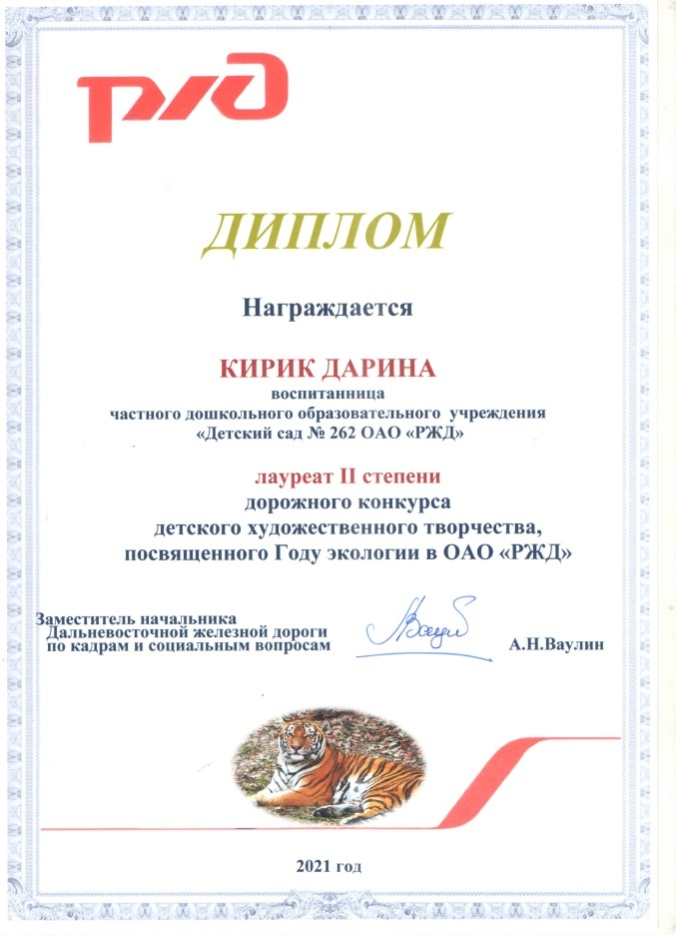 ржд
ДИПЛОМ
Награждается
КИРИК ДАРИНА
воспитанница
частного дошкольного образовательного учреждения
«Детский сад № 262 ОАО «РЖД»
лауреат II степени
дорожного конкурса
детского художественного творчества,
посвященного Году экологии в ОАО «РЖД»
Заместитель начальника
Дальневосточной железной дороги
по кадрам и социальным вопросам
А.Н.Ваулин
2021 год